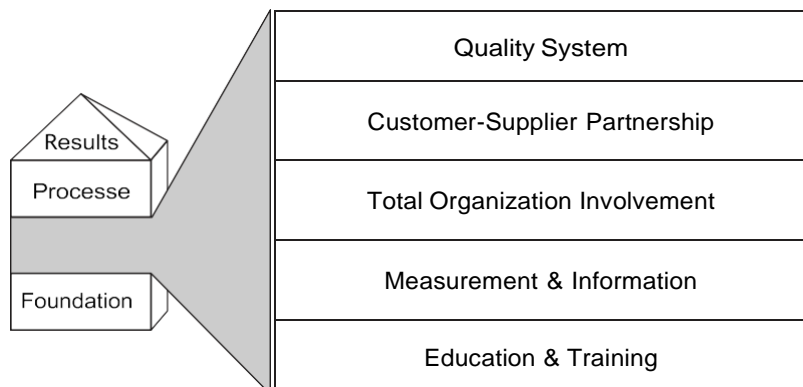 Quality System
Customer-Supplier Partnership
Results
Processe
Total Organization Involvement
Measurement & Information
Foundation
Education & Training